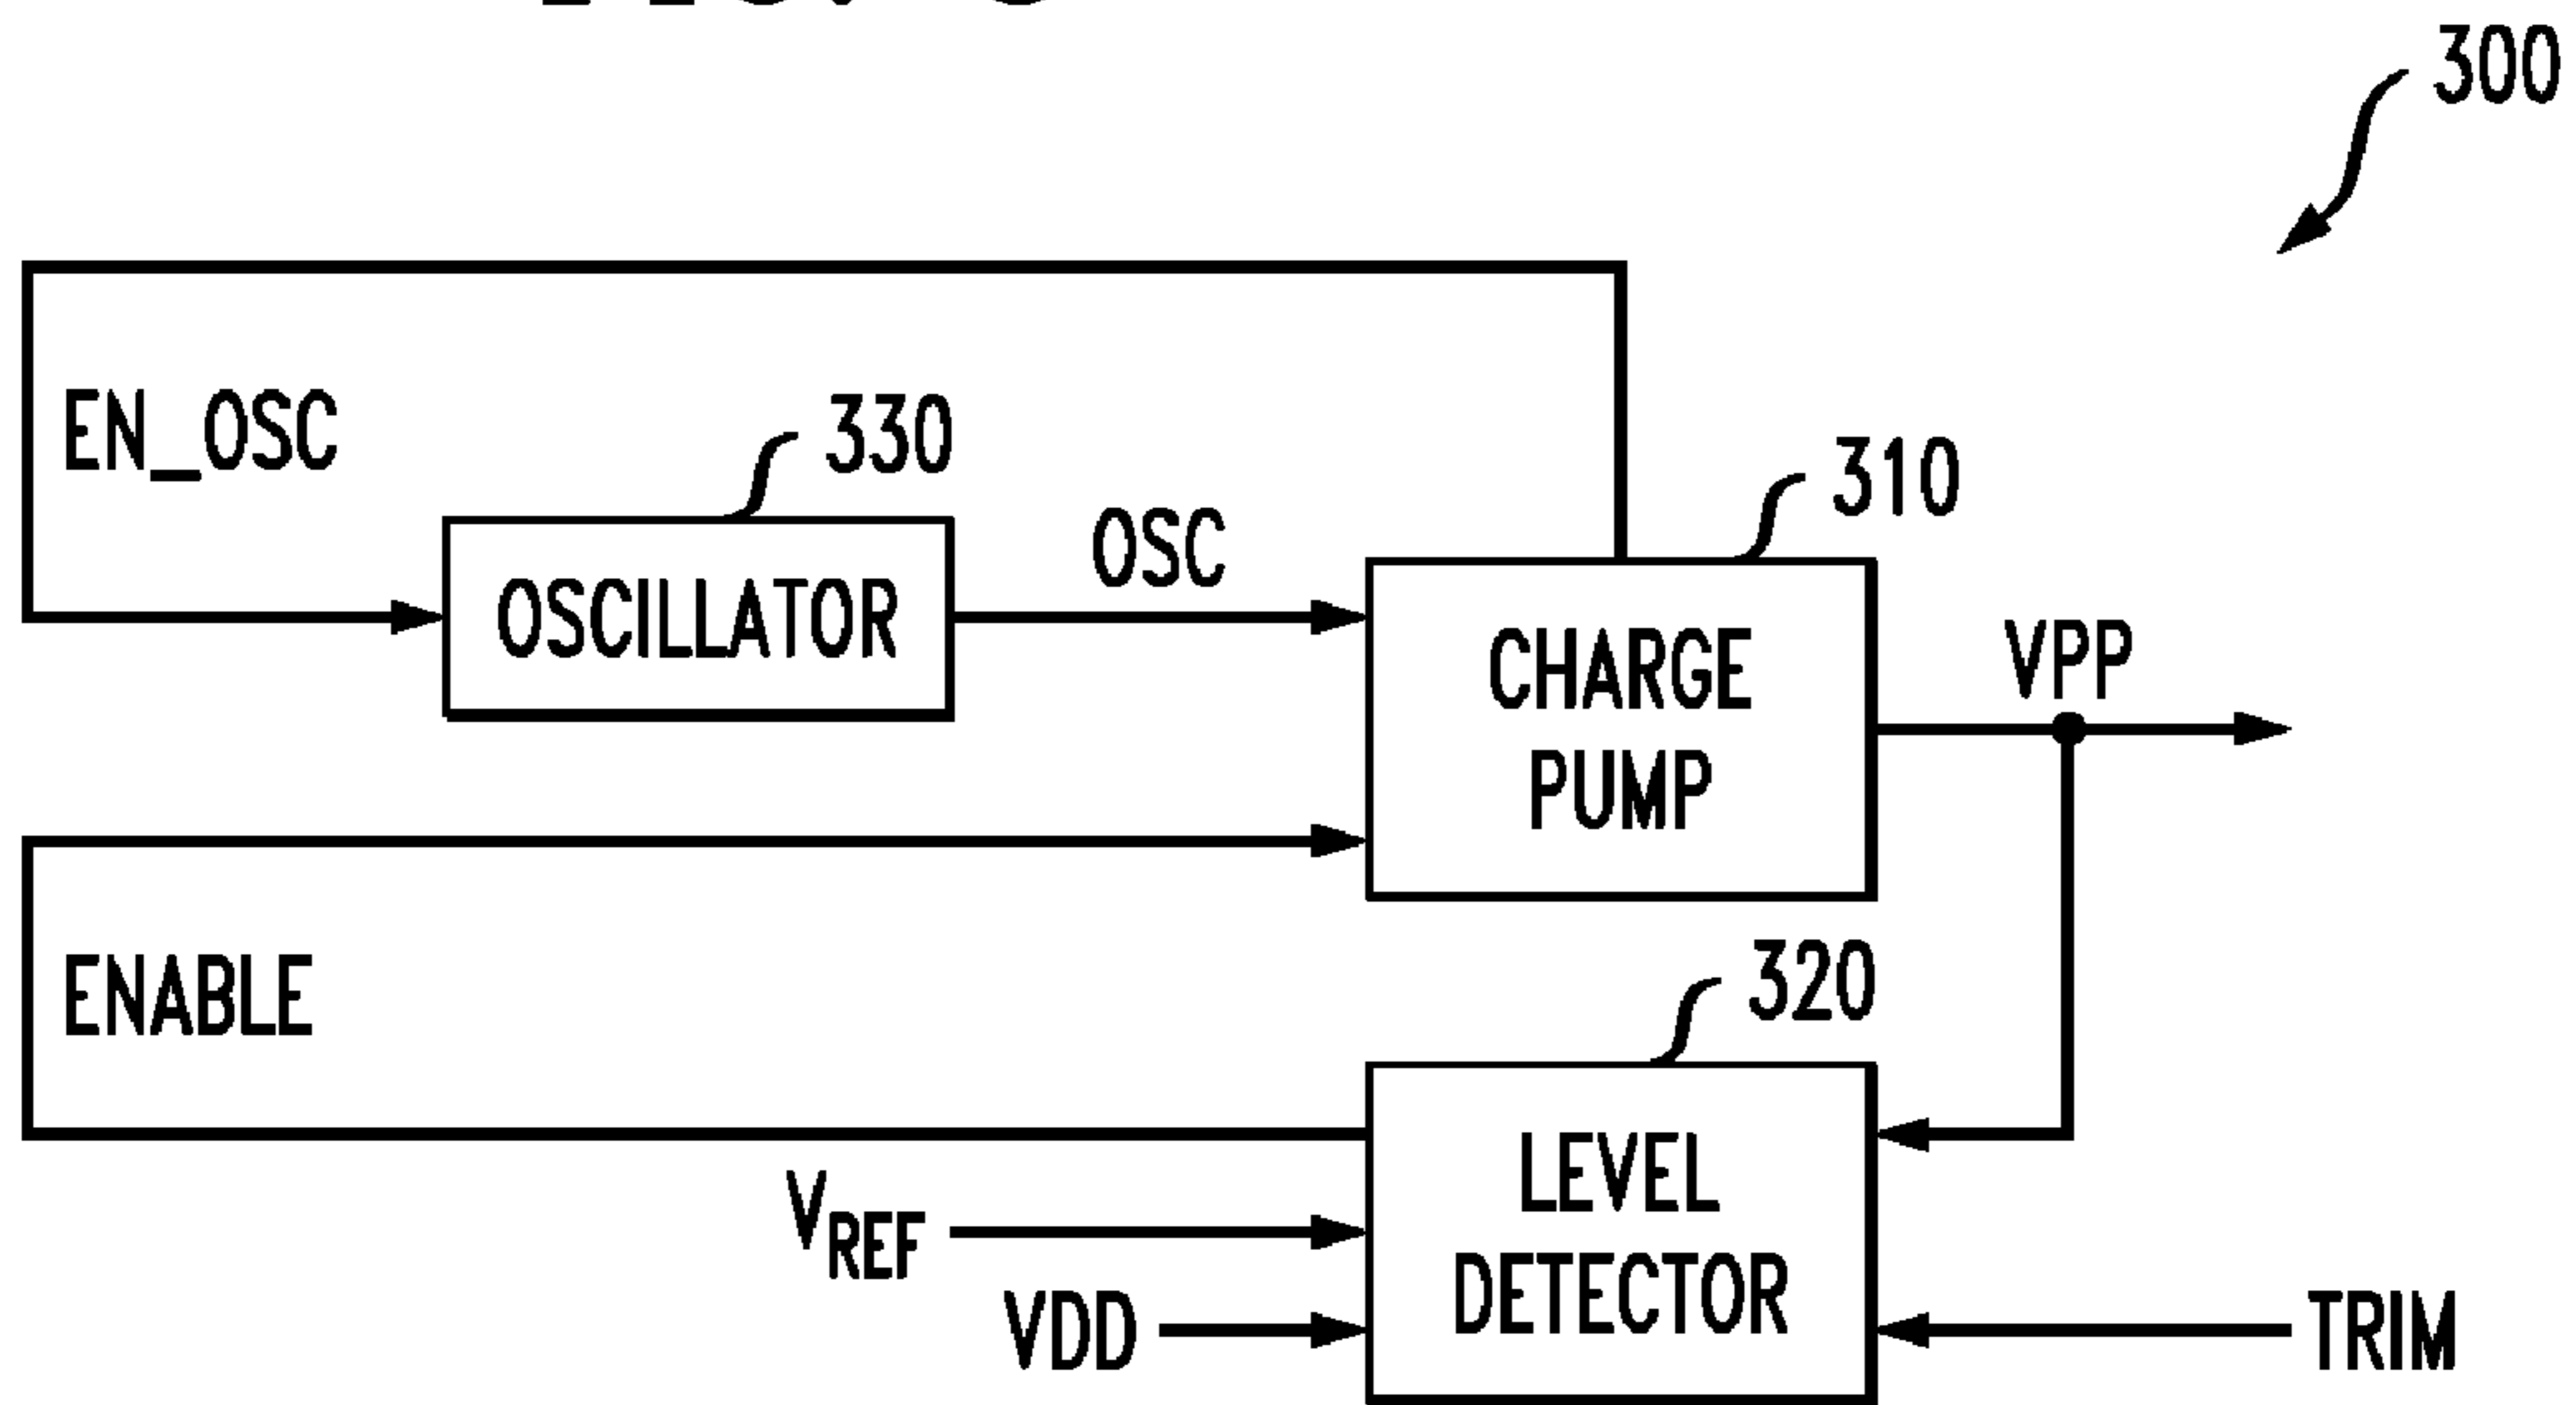 300
EN_OSC
330
OSC
310
OSCILLATOR
CHARGE
PUMP
VPP
ENABLE
320
LEVEL
DETECTOR
VREF
VDD
TRIM